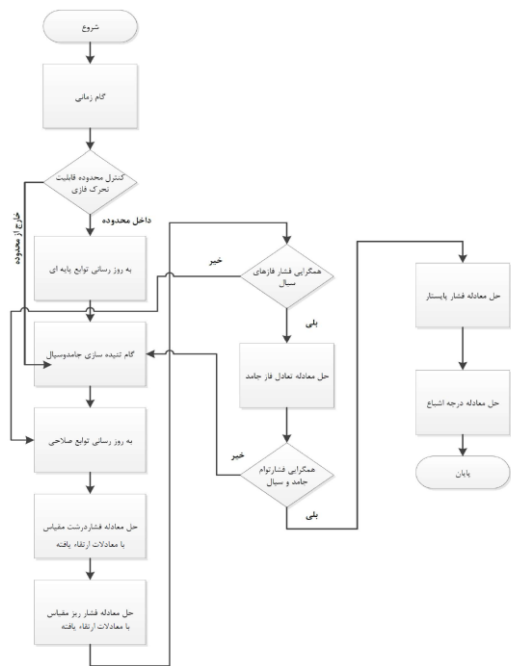 شروع
گام زمانی
کنترل محدوده قابلیت
تحرک فازی
خارج از محدوده
داخل محدوده
به روز رسانی توابع پایه ای
گام تنیده سازی جامدوسیال
به روز رسانی توابع صلاحی
حل معادله فشاردرشت مقیاس
با معادلات ارتقاء یافته
حل معادله فشار ریز مقیاس
با معادلات ارتقاء یافته
همگرایی فشار فازهای
سیال
خیر
بلی
حل معادله تعادل فاز جامد
همگرایی فشارتوام
جامد و سیال
خیر
بلی
حل معادله فشار پایستار
حل معادله درجه اشباع
پایان